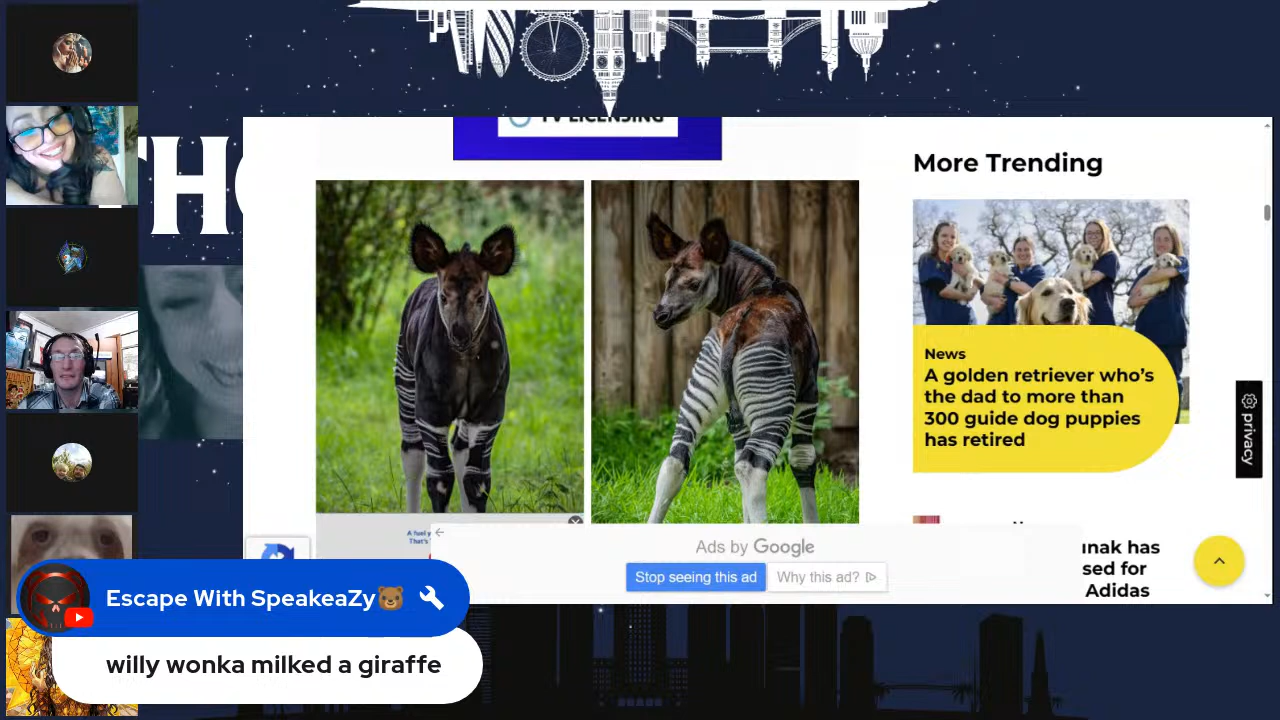 TV LICENSING
More Trending
News
A golden retriever who's
the dad to more than
300 guide dog puppies
has retired
privacy
Ads by Google
Stop seeing this ad
Why this ad?
unak has
sed for
Adidas
Escape With SpeakeaZy🐻
willy wonka milked a giraffe